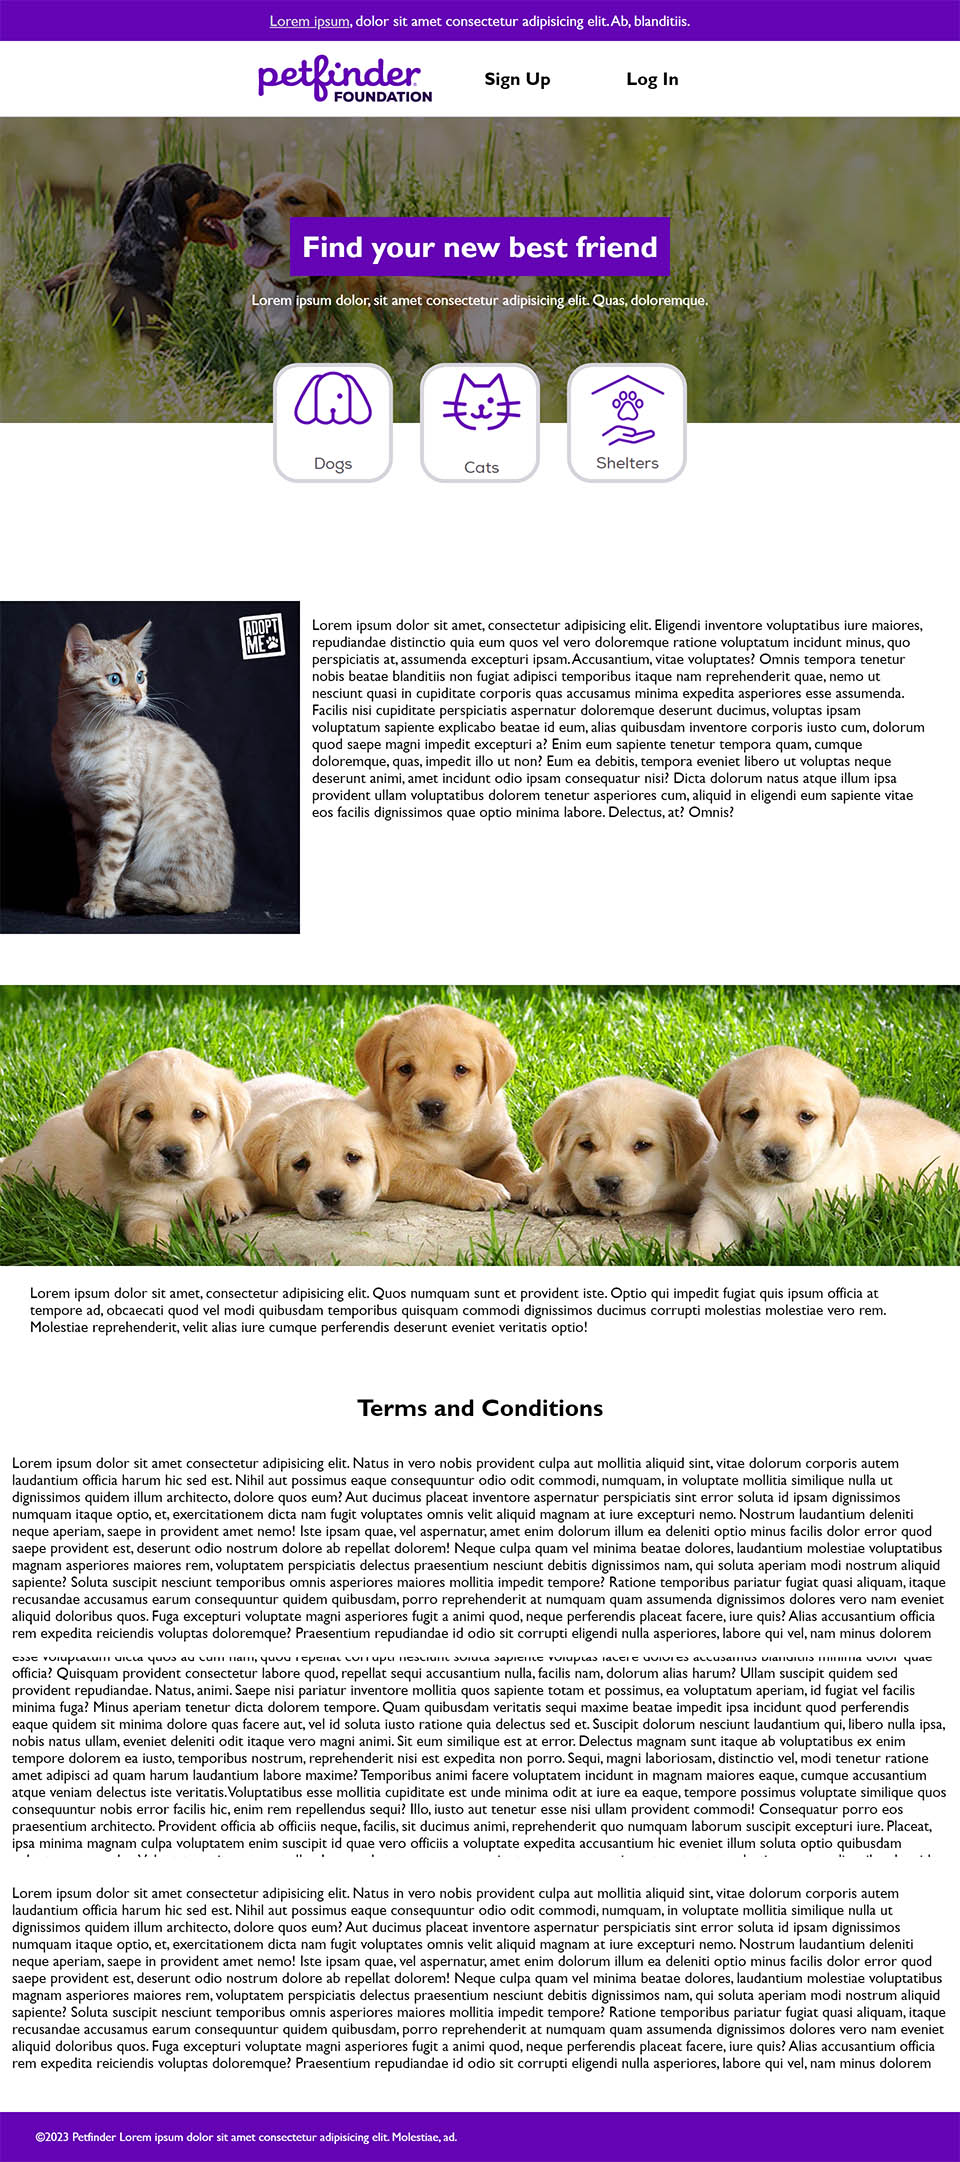 Lorem ipsum, dolor sit amet consectetur adipisicing elit. Ab, blanditiis.
petfinder
FOUNDATION
Sign Up
Log In
Find your new best friend
Lorem ipsum dolor, sit amet consectetur adipisicing elit. Quas, doloremque.
Dogs
Cats
Shelters
ADOPT
ME
Lorem ipsum dolor sit amet, consectetur adipisicing elit. Eligendi inventore voluptatibus iure maiores,
repudiandae distinctio quia eum quos vel vero doloremque ratione voluptatum incidunt minus, quo
perspiciatis at, assumenda excepturi ipsam. Accusantium, vitae voluptates? Omnis tempora tenetur
nobis beatae blanditiis non fugiat adipisci temporibus itaque nam reprehenderit quae, nemo ut
nesciunt quasi in cupiditate corporis quas accusamus minima expedita asperiores esse assumenda.
Facilis nisi cupiditate perspiciatis aspernatur doloremque deserunt ducimus, voluptas ipsam
voluptatum sapiente explicabo beatae id eum, alias quibusdam inventore corporis iusto cum, dolorum
quod saepe magni impedit excepturi a? Enim eum sapiente tenetur tempora quam, cumque
doloremque, quas, impedit illo ut non? Eum ea debitis, tempora eveniet libero ut voluptas neque
deserunt animi, amet incidunt odio ipsam consequatur nisi? Dicta dolorum natus atque illum ipsa
provident ullam voluptatibus dolorem tenetur asperiores cum, aliquid in eligendi eum sapiente vitae
eos facilis dignissimos quae optio minima labore. Delectus, at? Omnis?
Lorem ipsum dolor sit amet, consectetur adipisicing elit. Quos numquam sunt et provident iste. Optio qui impedit fugiat quis ipsum officia at
tempore ad, obcaecati quod vel modi quibusdam temporibus quisquam commodi dignissimos ducimus corrupti molestias molestiae vero rem.
Molestiae reprehenderit, velit alias iure cumque perferendis deserunt eveniet veritatis optio!
Terms and Conditions
Lorem ipsum dolor sit amet consectetur adipisicing elit. Natus in vero nobis provident culpa aut mollitia aliquid sint, vitae dolorum corporis autem
laudantium officia harum hic sed est. Nihil aut possimus eaque consequuntur odio odit commodi, numquam, in voluptate mollitia similique nulla ut
dignissimos quidem illum architecto, dolore quos eum? Aut ducimus placeat inventore aspernatur perspiciatis sint error soluta id ipsam dignissimos
numquam itaque optio, et, exercitationem dicta nam fugit voluptates omnis velit aliquid magnam at iure excepturi nemo. Nostrum laudantium deleniti
neque aperiam, saepe in provident amet nemo! Iste ipsam quae, vel aspernatur, amet enim dolorum illum ea deleniti optio minus facilis dolor error quod
saepe provident est, deserunt odio nostrum dolore ab repellat dolorem! Neque culpa quam vel minima beatae dolores, laudantium molestiae voluptatibus
magnam asperiores maiores rem, voluptatem perspiciatis delectus praesentium nesciunt debitis dignissimos nam, qui soluta aperiam modi nostrum aliquid
sapiente? Soluta suscipit nesciunt temporibus omnis asperiores maiores mollitia impedit tempore? Ratione temporibus pariatur fugiat quasi aliquam, itaque
recusandae accusamus earum consequuntur quidem quibusdam, porro reprehenderit at numquam quam assumenda dignissimos dolores vero nam eveniet
aliquid doloribus quos. Fuga excepturi voluptate magni asperiores fugit a animi quod, neque perferendis placeat facere, iure quis? Alias accusantium officia
rem expedita reiciendis voluptas doloremque? Praesentium repudiandae id odio sit corrupti eligendi nulla asperiores, labore qui vel, nam minus dolorem
esse voluptatum dicta quos ad cum nam, quod repellat corrupti nesciunt soluta sapiente voluptas facere dolores accusamus blanditiis minima dolor quae
officia? Quisquam provident consectetur labore quod, repellat sequi accusantium nulla, facilis nam, dolorum alias harum? Ullam suscipit quidem sed
provident repudiandae. Natus, animi. Saepe nisi pariatur inventore mollitia quos sapiente totam et possimus, ea voluptatum aperiam, id fugiat vel facilis
minima fuga? Minus aperiam tenetur dicta dolorem tempore. Quam quibusdam veritatis sequi maxime beatae impedit ipsa incidunt quod perferendis
eaque quidem sit minima dolore quas facere aut, vel id soluta iusto ratione quia delectus sed et. Suscipit dolorum nesciunt laudantium qui, libero nulla ipsa,
nobis natus ullam, eveniet deleniti odit itaque vero magni animi. Sit eum similique est at error. Delectus magnam sunt itaque ab voluptatibus ex enim
tempore dolorem ea iusto, temporibus nostrum, reprehenderit nisi est expedita non porro. Sequi, magni laboriosam, distinctio vel, modi tenetur ratione
amet adipisci ad quam harum laudantium labore maxime? Temporibus animi facere voluptatem incidunt in magnam maiores eaque, cumque accusantium
atque veniam delectus iste veritatis. Voluptatibus esse mollitia cupiditate est unde minima odit at iure ea eaque, tempore possimus voluptate similique quos
consequuntur nobis error facilis hic, enim rem repellendus sequi? Illo, iusto aut tenetur esse nisi ullam provident commodi! Consequatur porro eos
praesentium architecto. Provident officia ab officiis neque, facilis, sit ducimus animi, reprehenderit quo numquam laborum suscipit excepturi iure. Placeat,
ipsa minima magnam culpa voluptatem enim suscipit id quae vero officiis a voluptate expedita accusantium hic eveniet illum soluta optio quibusdam
Lorem ipsum dolor sit amet consectetur adipisicing elit. Natus in vero nobis provident culpa aut mollitia aliquid sint, vitae dolorum corporis autem
laudantium officia harum hic sed est. Nihil aut possimus eaque consequuntur odio odit commodi, numquam, in voluptate mollitia similique nulla ut
dignissimos quidem illum architecto, dolore quos eum? Aut ducimus placeat inventore aspernatur perspiciatis sint error soluta id ipsam dignissimos
numquam itaque optio, et, exercitationem dicta nam fugit voluptates omnis velit aliquid magnam at iure excepturi nemo. Nostrum laudantium deleniti
neque aperiam, saepe in provident amet nemo! Iste ipsam quae, vel aspernatur, amet enim dolorum illum ea deleniti optio minus facilis dolor error quod
saepe provident est, deserunt odio nostrum dolore ab repellat dolorem! Neque culpa quam vel minima beatae dolores, laudantium molestiae voluptatibus
magnam asperiores maiores rem, voluptatem perspiciatis delectus praesentium nesciunt debitis dignissimos nam, qui soluta aperiam modi nostrum aliquid
sapiente? Soluta suscipit nesciunt temporibus omnis asperiores maiores mollitia impedit tempore? Ratione temporibus pariatur fugiat quasi aliquam, itaque
recusandae accusamus earum consequuntur quidem quibusdam, porro reprehenderit at numquam quam assumenda dignissimos dolores vero nam eveniet
aliquid doloribus quos. Fuga excepturi voluptate magni asperiores fugit a animi quod, neque perferendis placeat facere, iure quis? Alias accusantium officia
rem expedita reiciendis voluptas doloremque? Praesentium repudiandae id odio sit corrupti eligendi nulla asperiores, labore qui vel, nam minus dolorem
©2023 Petfinder Lorem ipsum dolor sit amet consectetur adipisicing elit. Molestiae, ad.